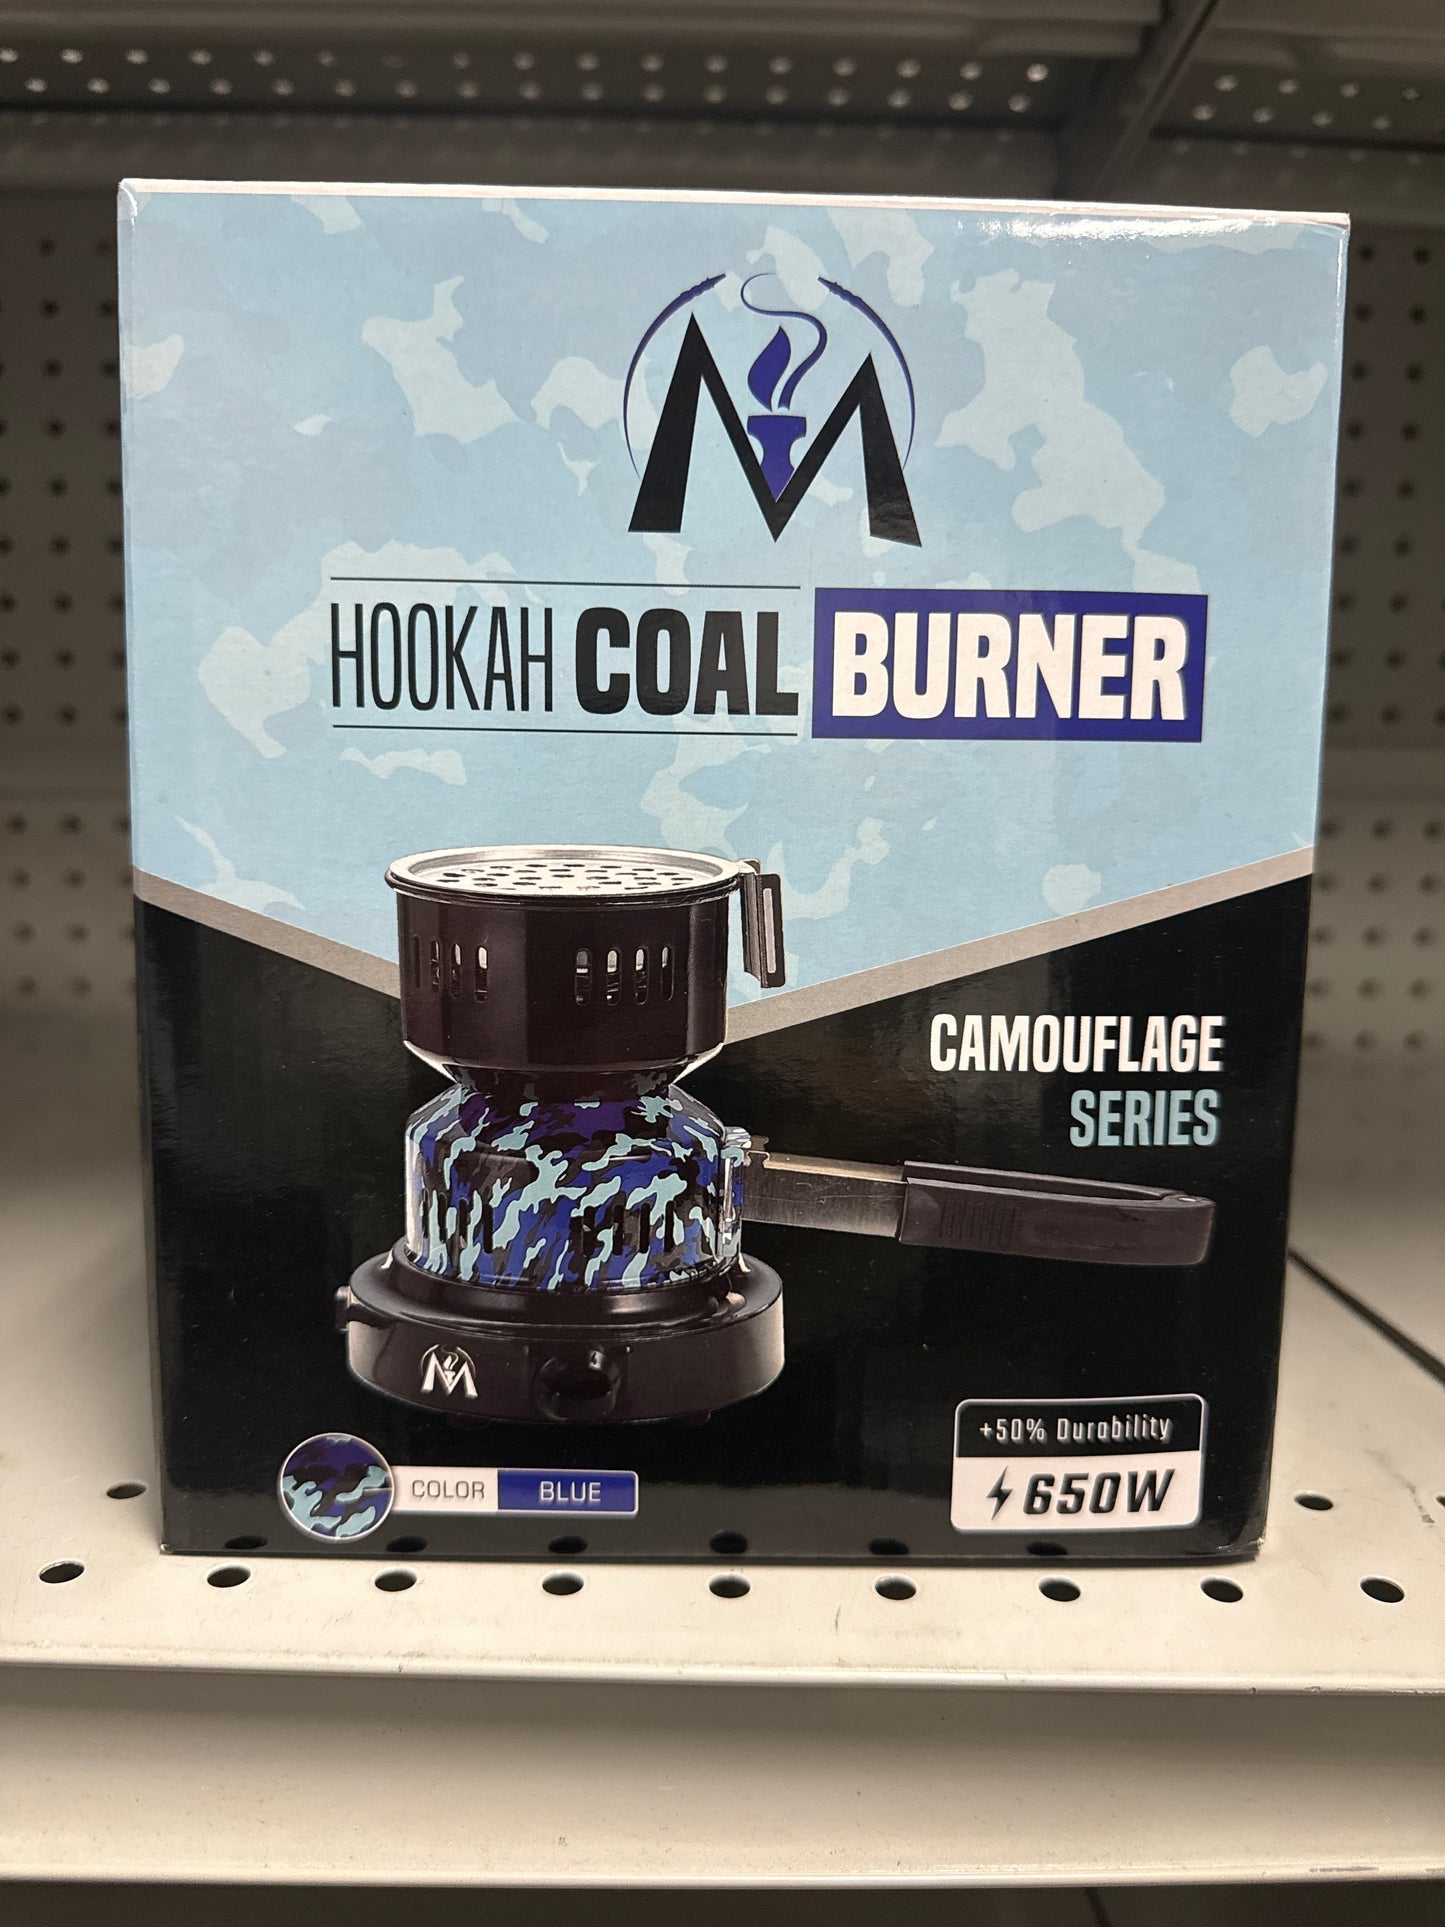 M
HOOKAH COAL BURNER
CAMOUFLAGE
SERIES
M
+50% Durability
650W
COLOR BLUE